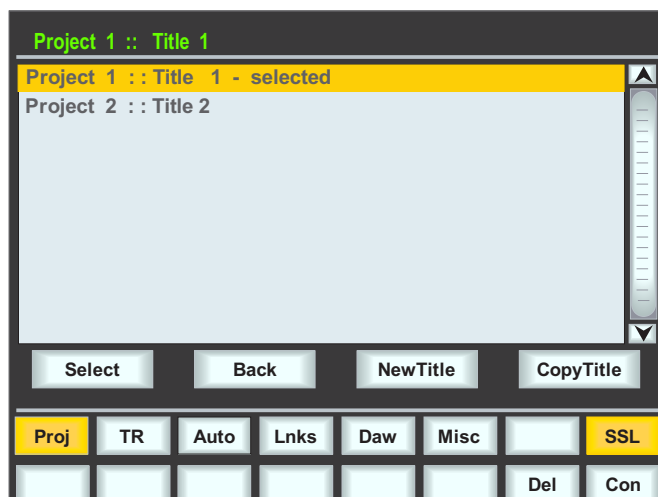 Project 1 :: Title 1
Project 1 :: Title 1 - selected
Project 2 :: Title 2
Select Back NewTitle CopyTitle
Proj TR Auto Lnks Daw Misc SSL
Del Con